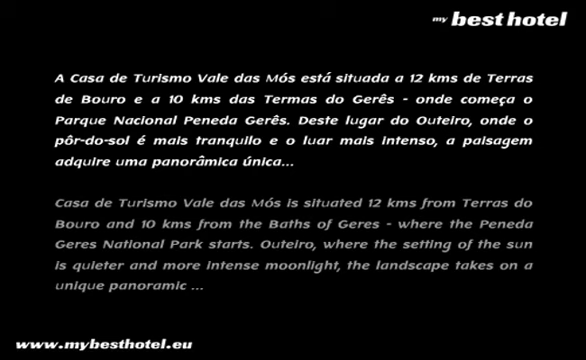 my best hotel
A Casa de Turismo Vale das Mós está situada a 12 kms de Terras
de Bouro e a 10 kms das Termas do Gerês - onde começa o
Parque Nacional Peneda Gerês. Deste lugar do Outeiro, onde o
pôr-do-sol é mais tranquilo e o luar mais intenso, a paisagem
adquire uma panorâmica única...
Casa de Turismo Vale das Mós is situated 12 kms from Terras do
Bouro and 10 kms from the Baths of Geres - where the Peneda
Geres National Park starts. Outeiro, where the setting of the sun
is quieter and more intense moonlight, the landscape takes on a
unique panoramic ...
www.mybesthotel.eu